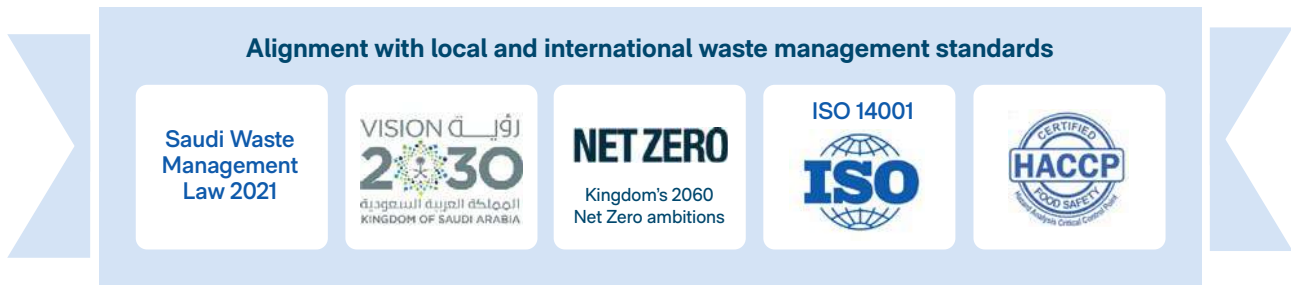 Alignment with local and international waste management standards
Saudi Waste
Management
Law 2021
VISION رؤيــة
2030
المملكة العربية السعودية
KINGDOM OF SAUDI ARABIA
NET ZERO
Kingdom's 2060
Net Zero ambitions
ISO 14001
ISO
CERTIFIED
HACCP
FOOD SAFETY
Hazard Analysis Critical Control Point